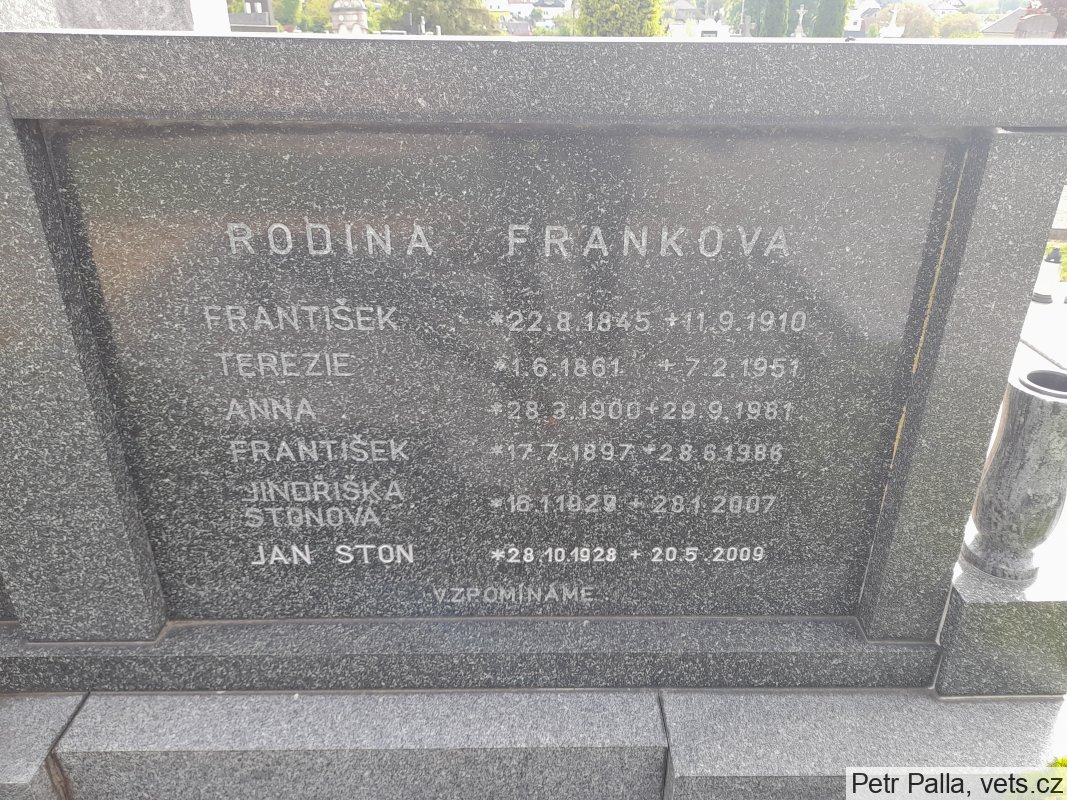 RODINA FRANKOVA
FRANTIŠEK *22.8.1845 +11.9.1910
TEREZIE *1.6.1861 +7.2.1951
ANNA *28.3.1900 +29.9.1981
FRANTIŠEK *17.7.1897 +28.6.1986
JINDŘIŠKA
STONOVÁ *16.1.1929 + 28.1.2007
JAN STON *28.10.1928 + 20.5.2009
VZPOMÍNÁME
Petr Palla, vets.cz